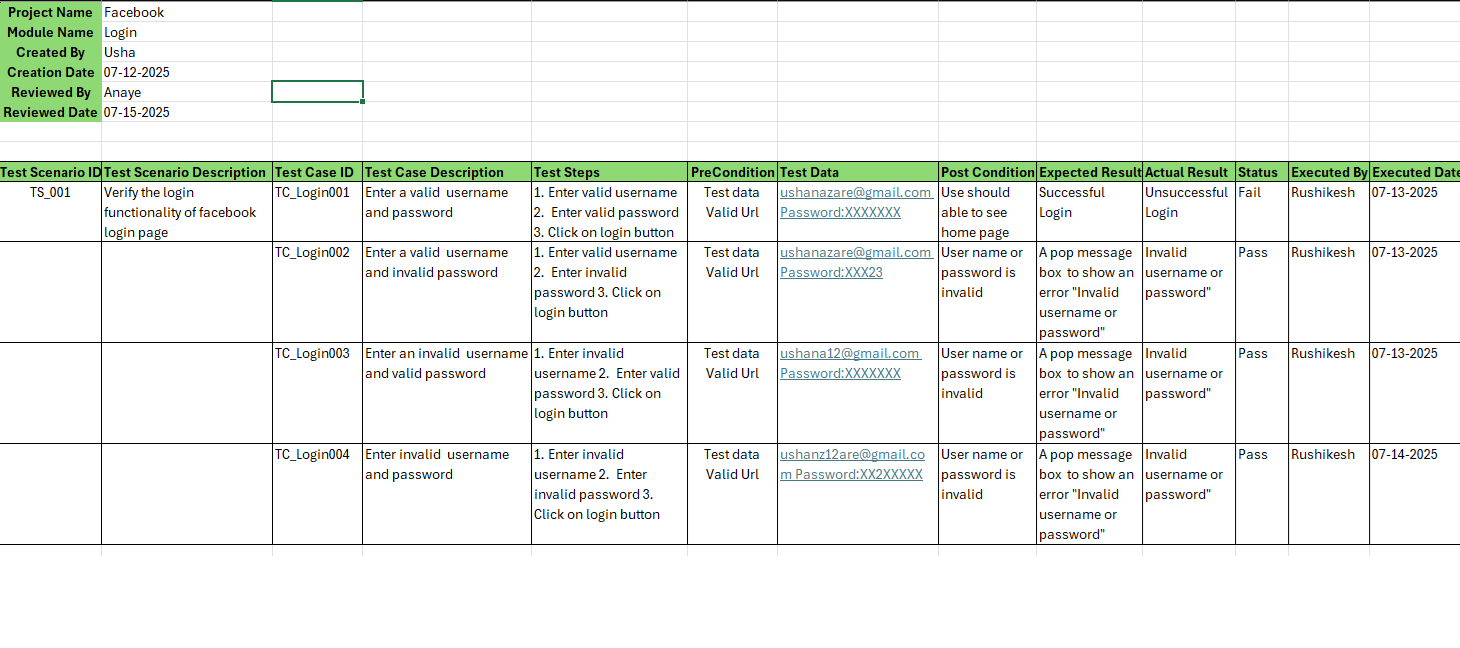 Project Name Facebook
Module Name Login
Created By Usha
Creation Date 07-12-2025
Reviewed By Anaye
Reviewed Date 07-15-2025
Test Scenario ID Test Scenario Description Test Case ID Test Case Description Test Steps PreCondition Test Data Post Condition Expected Result Actual Result Status Executed By Executed Date
TS_001 Verify the login TC_Login001 Enter a valid username 1. Enter valid username Test data ushanazare@gmail.com Use should Successful Unsuccessful Fail Rushikesh 07-13-2025
functionality of facebook and password 2. Enter valid password Valid Url Password:XXXXXXX able to see Login Login
login page 3. Click on login button home page
TC_Login002 Enter a valid username 1. Enter valid username Test data ushanazare@gmail.com User name or A pop message Invalid Pass Rushikesh 07-13-2025
and invalid password 2. Enter invalid Valid Url Password:XXX23 password is box to show an username or
password 3. Click on invalid error "Invalid password"
login button username or
password"
TC_Login003 Enter an invalid username 1. Enter invalid Test data ushana12@gmail.com User name or A pop message Invalid Pass Rushikesh 07-13-2025
and valid password username 2. Enter valid Valid Url Password:XXXXXXX password is box to show an username or
password 3. Click on invalid error "Invalid password"
login button username or
password"
TC_Login004 Enter invalid username 1. Enter invalid Test data ushanz12are@gmail.co User name or A pop message Invalid Pass Rushikesh 07-14-2025
and password username 2. Enter Valid Url m Password:XX2XXXXX password is box to show an username or
invalid password 3. invalid error "Invalid password"
Click on login button username or
password"